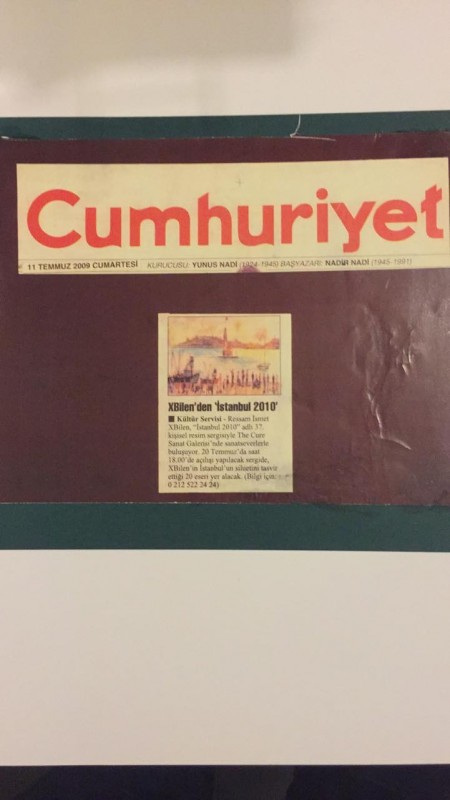 Cumhuriyet
11 TEMMUZ 2009 CUMARTESİ KURUCUSU: YUNUS NADİ (1924-1945) BAŞYAZARI: NADİR NADİ (1945-1991)
XBilen'den 'İstanbul 2010'
■ Kültür Servisi - Ressam İsmet
XBilen, "İstanbul 2010" adlı 37.
kişisel resim sergisiyle The Cure
Sanat Galerisi'nde sanatseverlerle
buluşuyor. 20 Temmuz'da saat
18.00'de açılışı yapılacak sergide,
XBilen'in İstanbul'un siluetini tasvir
ettiği 20 eseri yer alacak. (Bilgi için:
0 212 522 24 24)